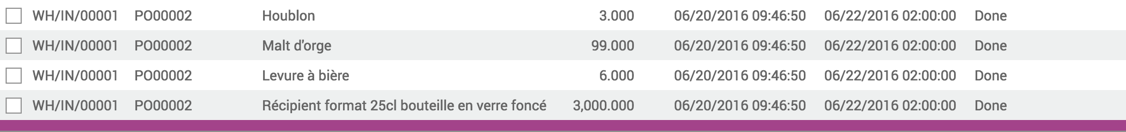 WH/IN/00001 PO00002 Houblon 3.000 06/20/2016 09:46:50 06/22/2016 02:00:00 Done
WH/IN/00001 PO00002 Malt d'orge 99.000 06/20/2016 09:46:50 06/22/2016 02:00:00 Done
WH/IN/00001 PO00002 Levure à bière 6.000 06/20/2016 09:46:50 06/22/2016 02:00:00 Done
WH/IN/00001 PO00002 Récipient format 25cl bouteille en verre foncé 3,000.000 06/20/2016 09:46:50 06/22/2016 02:00:00 Done